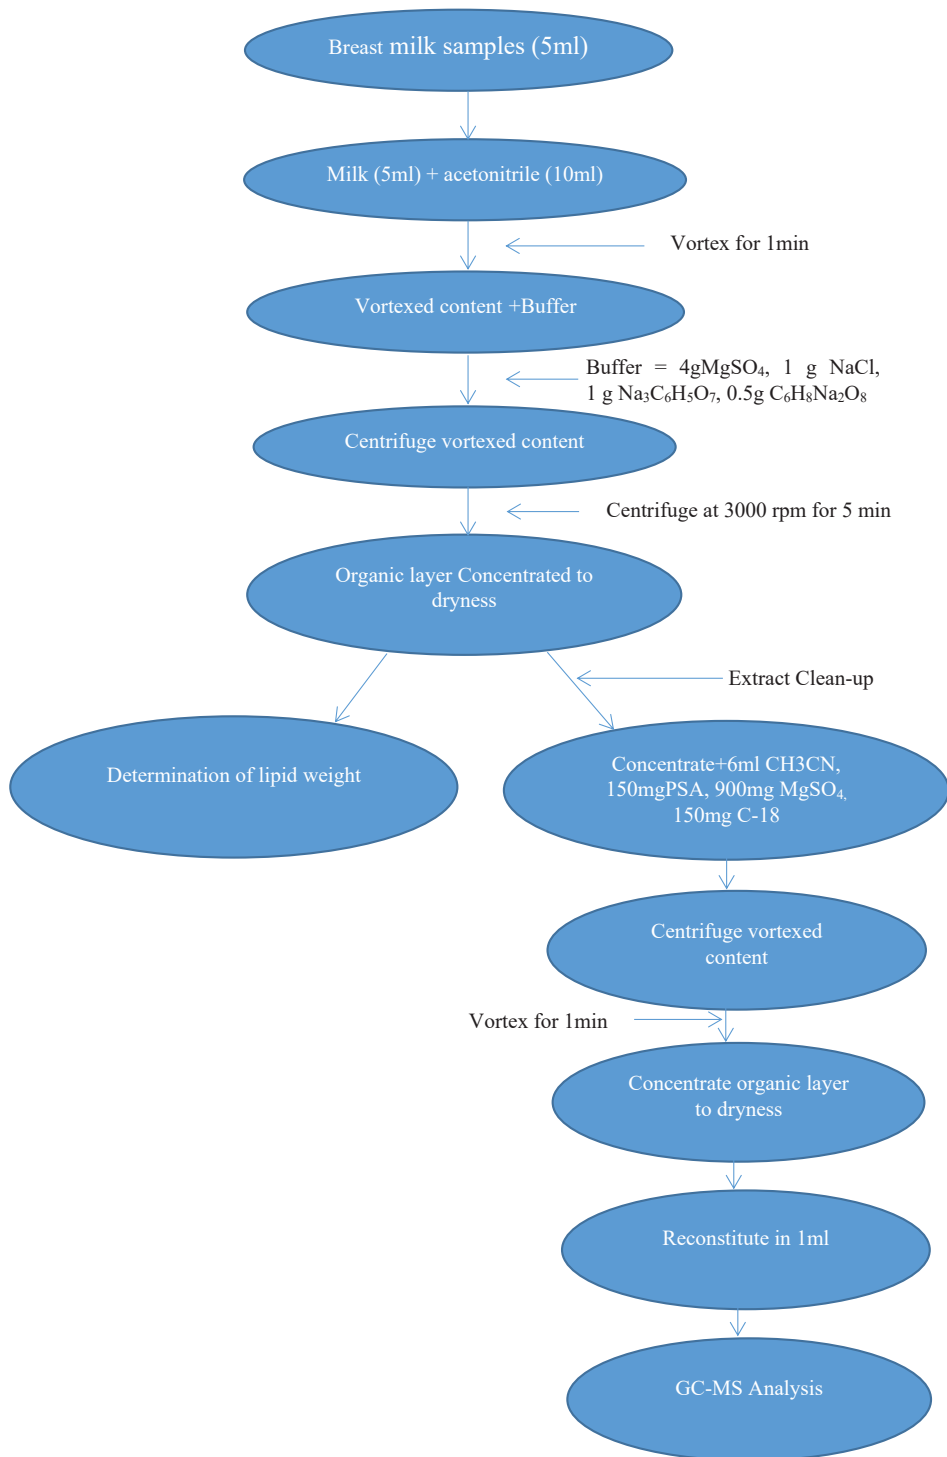 Breast milk samples (5ml)
Milk (5ml) + acetonitrile (10ml)
Vortex for 1min
Vortexed content +Buffer
Buffer = 4gMgSO₄, 1 g NaCl,
1 g Na₃C₆H₅O₇, 0.5g C₆H₈Na₂O₈
Centrifuge vortexed content
Centrifuge at 3000 rpm for 5 min
Organic layer Concentrated to
dryness
Extract Clean-up
Determination of lipid weight
Concentrate+6ml CH3CN,
150mgPSA, 900mg MgSO₄,
150mg C-18
Centrifuge vortexed
content
Vortex for 1min
Concentrate organic layer
to dryness
Reconstitute in 1ml
GC-MS Analysis